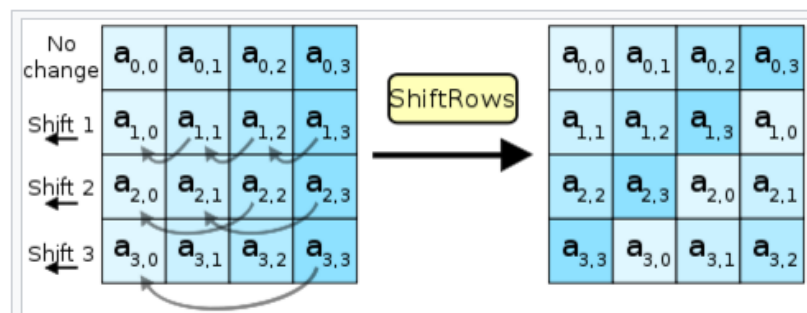 No change a0,0 a0,1 a0,2 a0,3 ShiftRows a0,0 a0,1 a0,2 a0,3
Shift 1 a1,0 a1,1 a1,2 a1,3 a1,1 a1,2 a1,3 a1,0
Shift 2 a2,0 a2,1 a2,2 a2,3 a2,2 a2,3 a2,0 a2,1
Shift 3 a3,0 a3,1 a3,2 a3,3 a3,3 a3,0 a3,1 a3,2